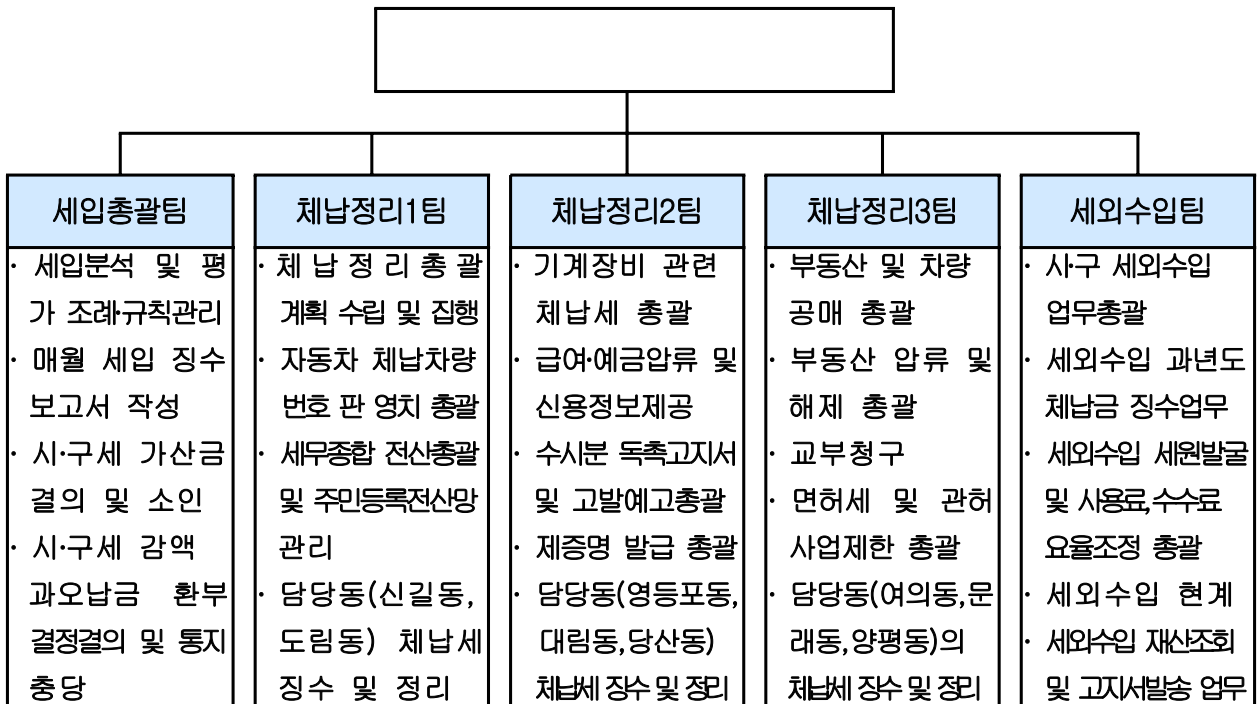 세입총괄팀
· 세입분석 및 평
가 조례·규칙관리
· 매월 세입 징수
보고서 작성
· 시·구세 가산금
결의 및 소인
· 시·구세 감액
과오납금 환부
결정결의 및 통지
충당
체납정리1팀
· 체납정리총괄
계획 수립 및 집행
· 자동차 체납차량
번호 판 영치 총괄
· 세무종합 전산총괄
및 주민등록전산망
관리
· 담당동(신길동,
도림동) 체납세
징수 및 정리
체납정리2팀
· 기계장비 관련
체납세 총괄
· 급여·예금압류 및
신용정보제공
· 수시분 독촉고지서
및 고발예고총괄
· 제증명 발급 총괄
· 담당동(영등포동,
대림동,당산동)
체납세 징수 및 정리
체납정리3팀
· 부동산 및 차량
공매 총괄
· 부동산 압류 및
해제 총괄
· 교부청구
· 면허세 및 관허
사업제한 총괄
· 담당동(여의동,문
래동,양평동)의
체납세 징수 및 정리
세외수입팀
· 시·구 세외수입
업무총괄
· 세외수입 과년도
체납금 징수업무
· 세외수입 세원발굴
및 사용료,수수료
요율조정 총괄
· 세외수입 현계
· 세외수입 재산조회
및 고지서발송 업무